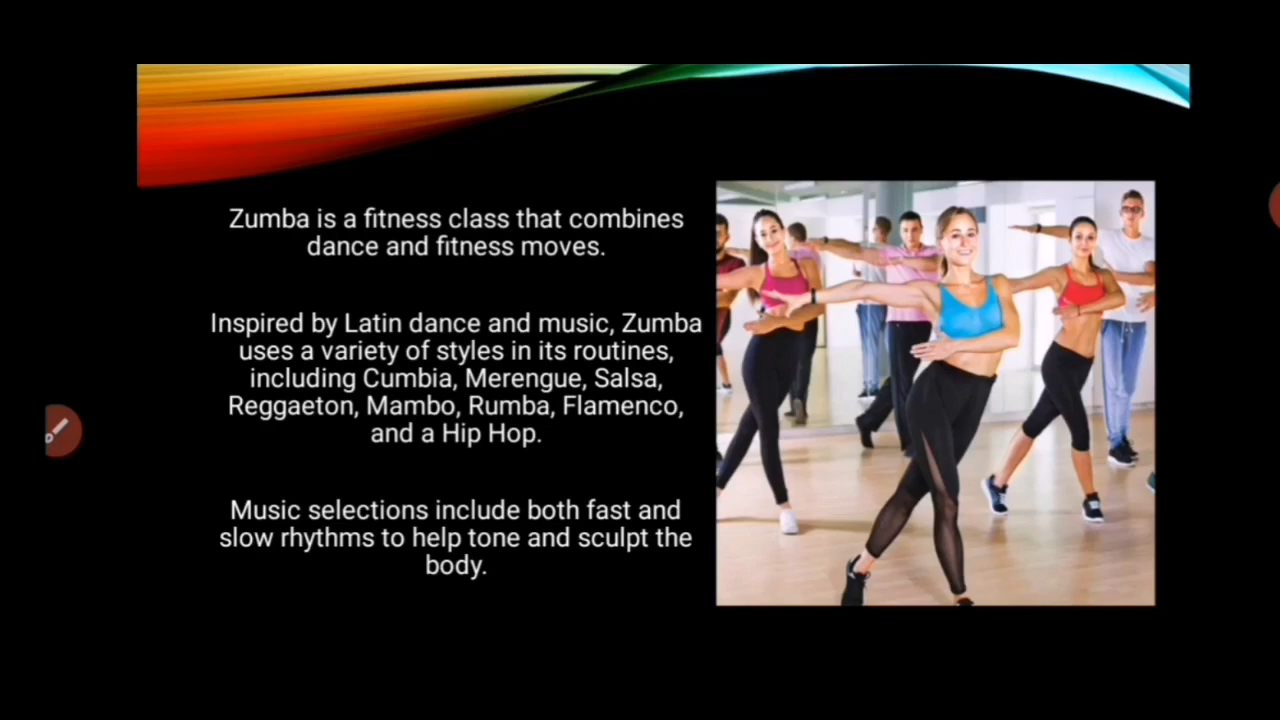 Zumba is a fitness class that combines
dance and fitness moves.
Inspired by Latin dance and music, Zumba
uses a variety of styles in its routines,
including Cumbia, Merengue, Salsa,
Reggaeton, Mambo, Rumba, Flamenco,
and a Hip Hop.
Music selections include both fast and
slow rhythms to help tone and sculpt the
body.